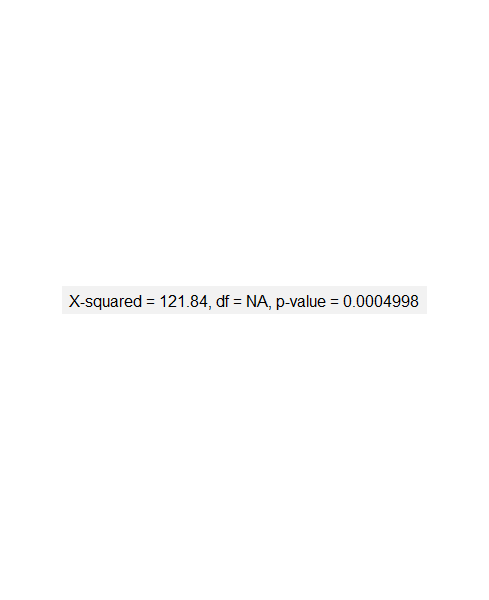 X-squared = 121.84, df = NA, p-value = 0.0004998